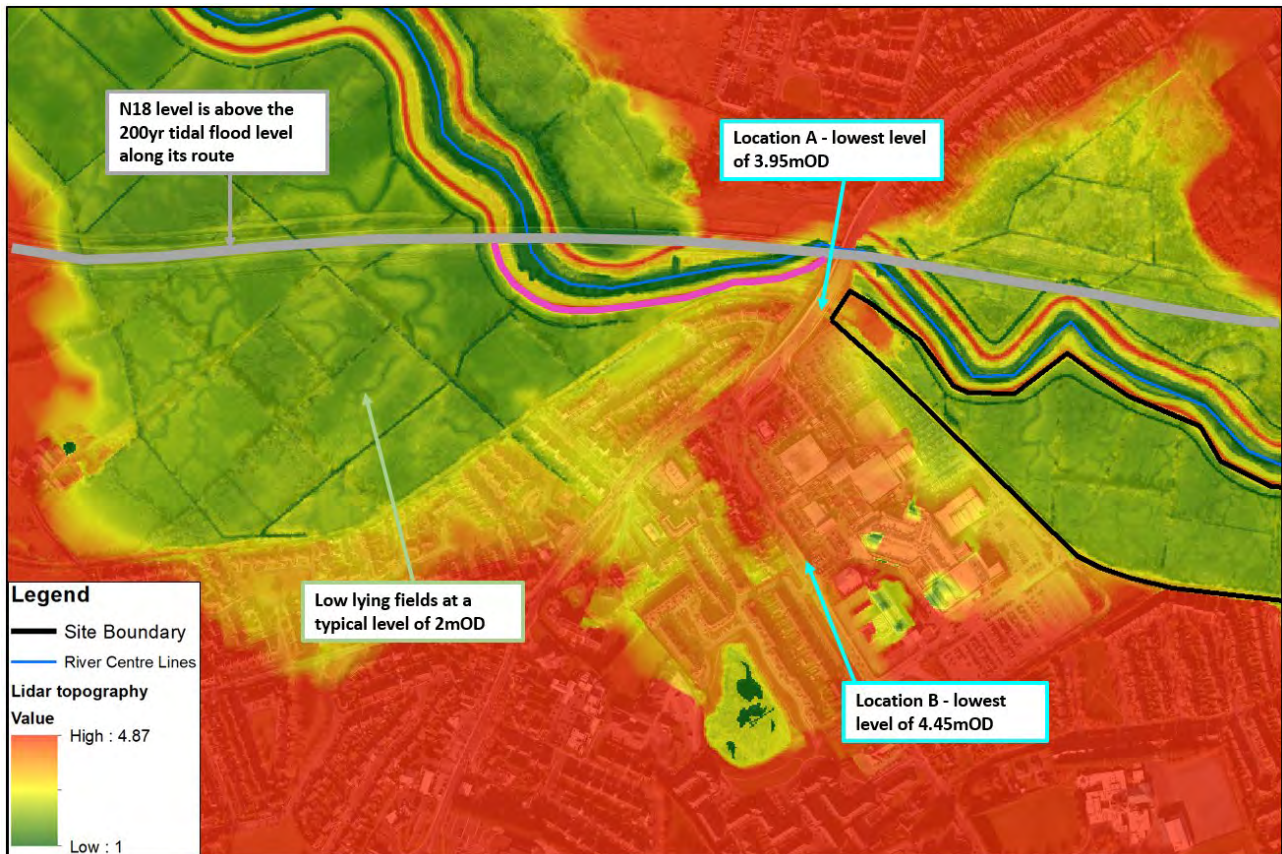 N18 level is above the
200yr tidal flood level
along its route
Location A - lowest level
of 3.95mOD
Low lying fields at a
typical level of 2mOD
Location B - lowest
level of 4.45mOD
Legend
Site Boundary
River Centre Lines
Lidar topography
Value
High : 4.87
Low : 1